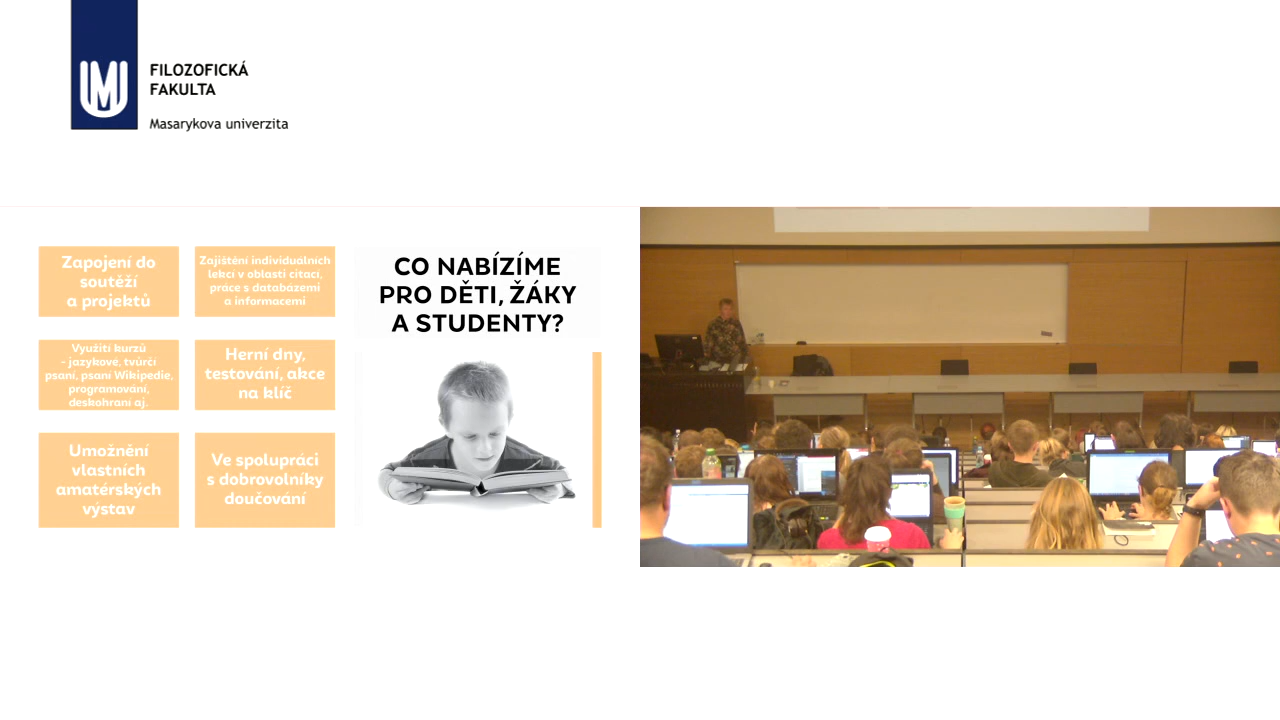 FILOZOFICKÁ
FAKULTA
Masarykova univerzita
Zapojení do
soutěží
a projektů
Zajištění individuálních
lekcí v oblasti citací,
práce s databázemi
a informacemi
Využití kurzů
- jazykové, tvůrčí
psaní, psaní Wikipedie,
programování,
deskohraní aj.
Herní dny,
testování, akce
na klíč
Umožnění
vlastních
amatérských
výstav
Ve spolupráci
s dobrovolníky
doučování
CO NABÍZÍME
PRO DĚTI, ŽÁKY
A STUDENTY?